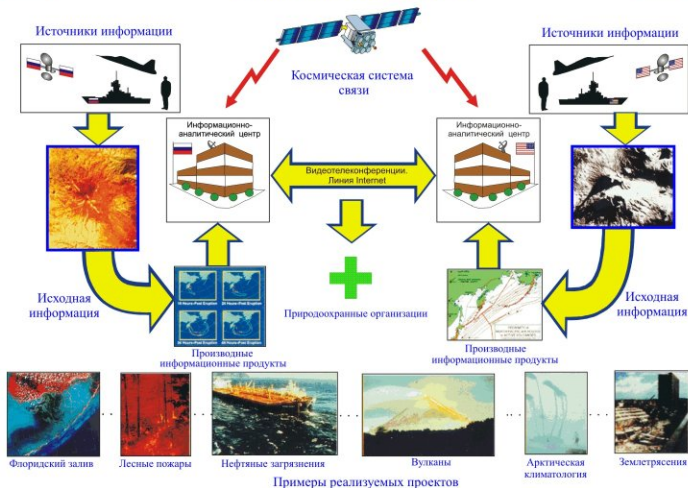 Источники информации
Источники информации
Космическая система
связи
Информационно-
аналитический центр
Информационно-
аналитический центр
Видеотелеконференции.
Линия Internet
Исходная
информация
Природоохранные организации
Исходная
информация
Производные
информационные продукты
Производные
информационные продукты
Флоридский залив
Лесные пожары
Нефтяные загрязнения
Вулканы
Арктическая
климатология
Землетрясения
Примеры реализуемых проектов